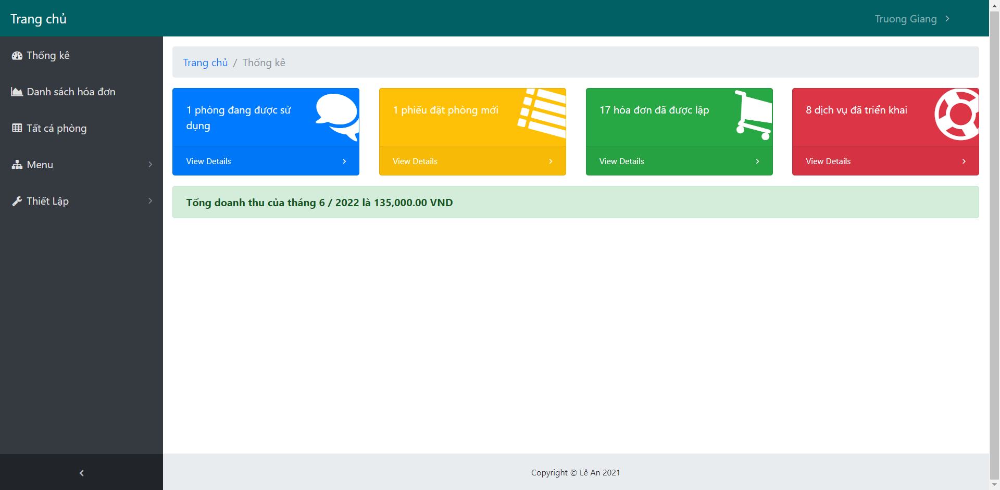 Trang chủ
Truong Giang
Thống kê
Danh sách hóa đơn
Tất cả phòng
Menu
Thiết Lập
Trang chủ / Thống kê
1 phòng đang được sử
dụng
View Details
1 phiếu đặt phòng mới
View Details
17 hóa đơn đã được lập
View Details
8 dịch vụ đã triển khai
View Details
Tổng doanh thu của tháng 6 / 2022 là 135,000.00 VND
Copyright © Lê An 2021